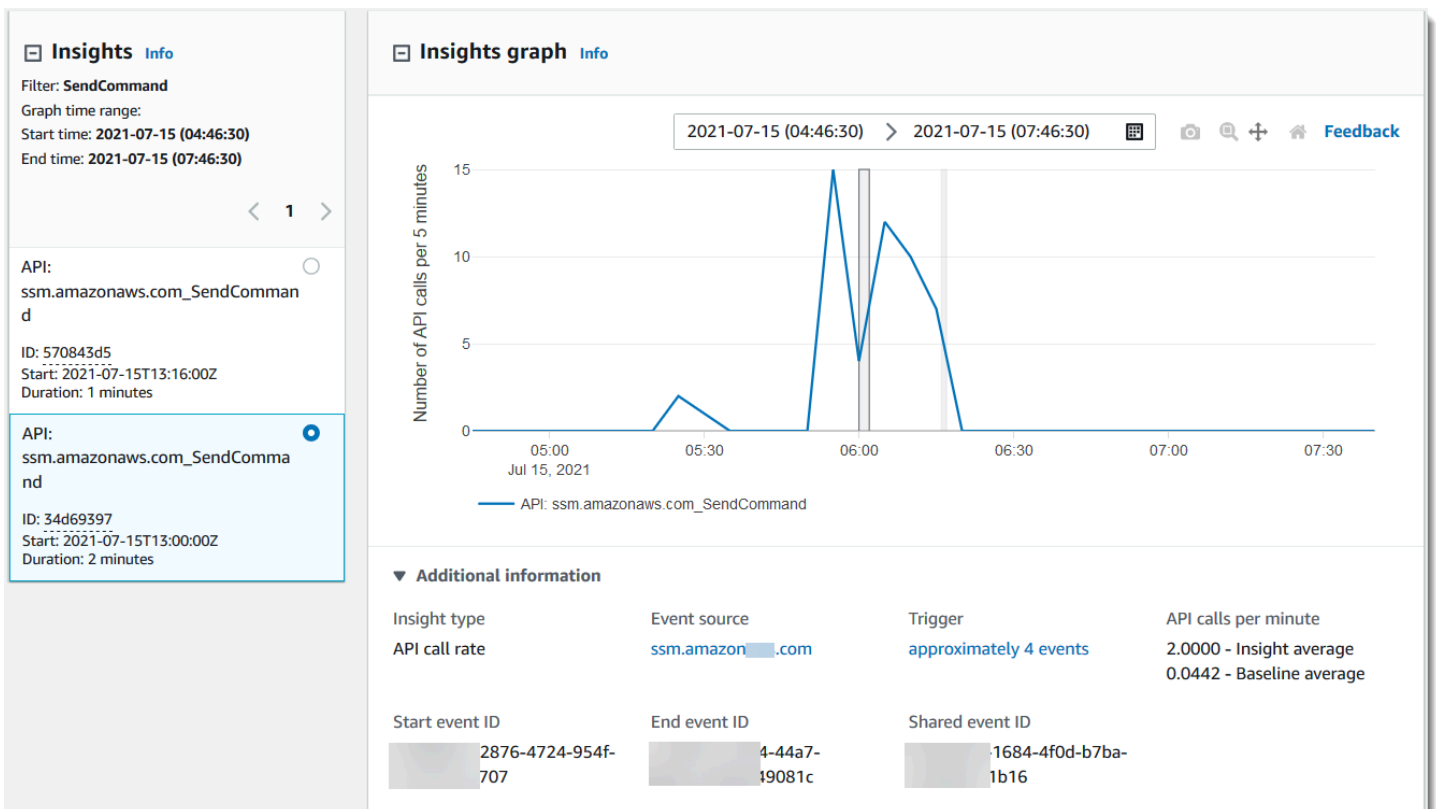 Insights Info
Filter: SendCommand
Graph time range:
Start time: 2021-07-15 (04:46:30)
End time: 2021-07-15 (07:46:30)
1
API:
ssm.amazonaws.com_SendComman
d
ID: 570843d5
Start: 2021-07-15T13:16:00Z
Duration: 1 minutes
API:
ssm.amazonaws.com_SendComma
nd
ID: 34d69397
Start: 2021-07-15T13:00:00Z
Duration: 2 minutes
Insights graph Info
2021-07-15 (04:46:30) > 2021-07-15 (07:46:30)
Feedback
Number of API calls per 5 minutes
15
10
5
0
05:00 05:30 06:00 06:30 07:00 07:30
Jul 15, 2021
API: ssm.amazonaws.com_SendCommand
Additional information
Insight type Event source Trigger API calls per minute
API call rate ssm.amazon .com approximately 4 events 2.0000 - Insight average
0.0442 - Baseline average
Start event ID End event ID Shared event ID
2876-4724-954f- 4-44a7- -1684-4f0d-b7ba-
707 49081c 1b16